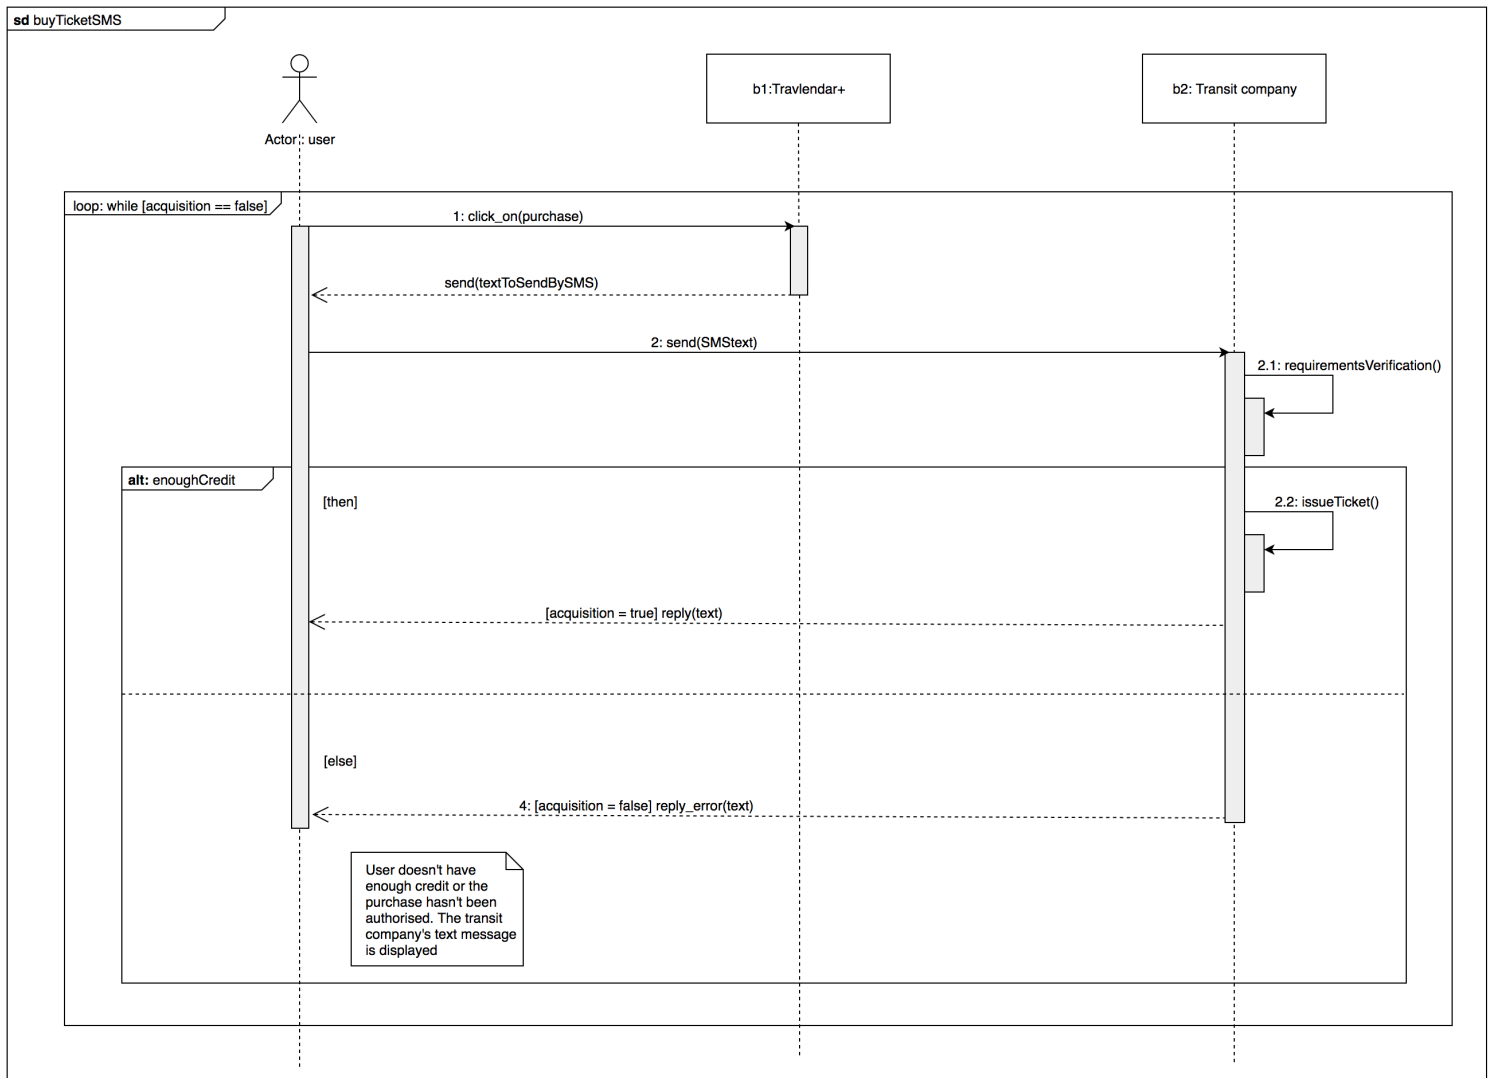 sd buyTicketSMS
Actor : user
b1:Travlendar+
b2: Transit company
loop: while [acquisition == false]
1: click_on(purchase)
send(textToSendBySMS)
2: send(SMStext)
2.1: requirementsVerification()
alt: enoughCredit
[then]
2.2: issueTicket()
[acquisition = true] reply(text)
[else]
4: [acquisition = false] reply_error(text)
User doesn't have
enough credit or the
purchase hasn't been
authorised. The transit
company's text message
is displayed